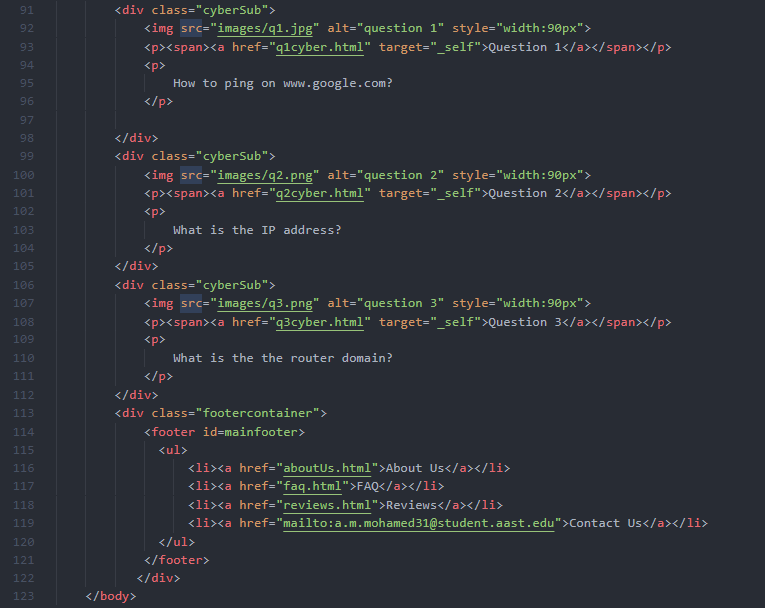 91 <div class="cyberSub">
92 <img src="images/q1.jpg" alt="question 1" style="width:90px">
93 <p><span><a href="q1cyber.html" target="_self">Question 1</a></span></p>
94 <p>
95 How to ping on www.google.com?
96 </p>
97
98 </div>
99 <div class="cyberSub">
100 <img src="images/q2.png" alt="question 2" style="width:90px">
101 <p><span><a href="q2cyber.html" target="_self">Question 2</a></span></p>
102 <p>
103 What is the IP address?
104 </p>
105 </div>
106 <div class="cyberSub">
107 <img src="images/q3.png" alt="question 3" style="width:90px">
108 <p><span><a href="q3cyber.html" target="_self">Question 3</a></span></p>
109 <p>
110 What is the the router domain?
111 </p>
112 </div>
113 <div class="footercontainer">
114 <footer id=mainfooter>
115 <ul>
116 <li><a href="aboutUs.html">About Us</a></li>
117 <li><a href="faq.html">FAQ</a></li>
118 <li><a href="reviews.html">Reviews</a></li>
119 <li><a href="mailto:a.m.mohamed31@student.aast.edu">Contact Us</a></li>
120 </ul>
121 </footer>
122 </div>
123 </body>